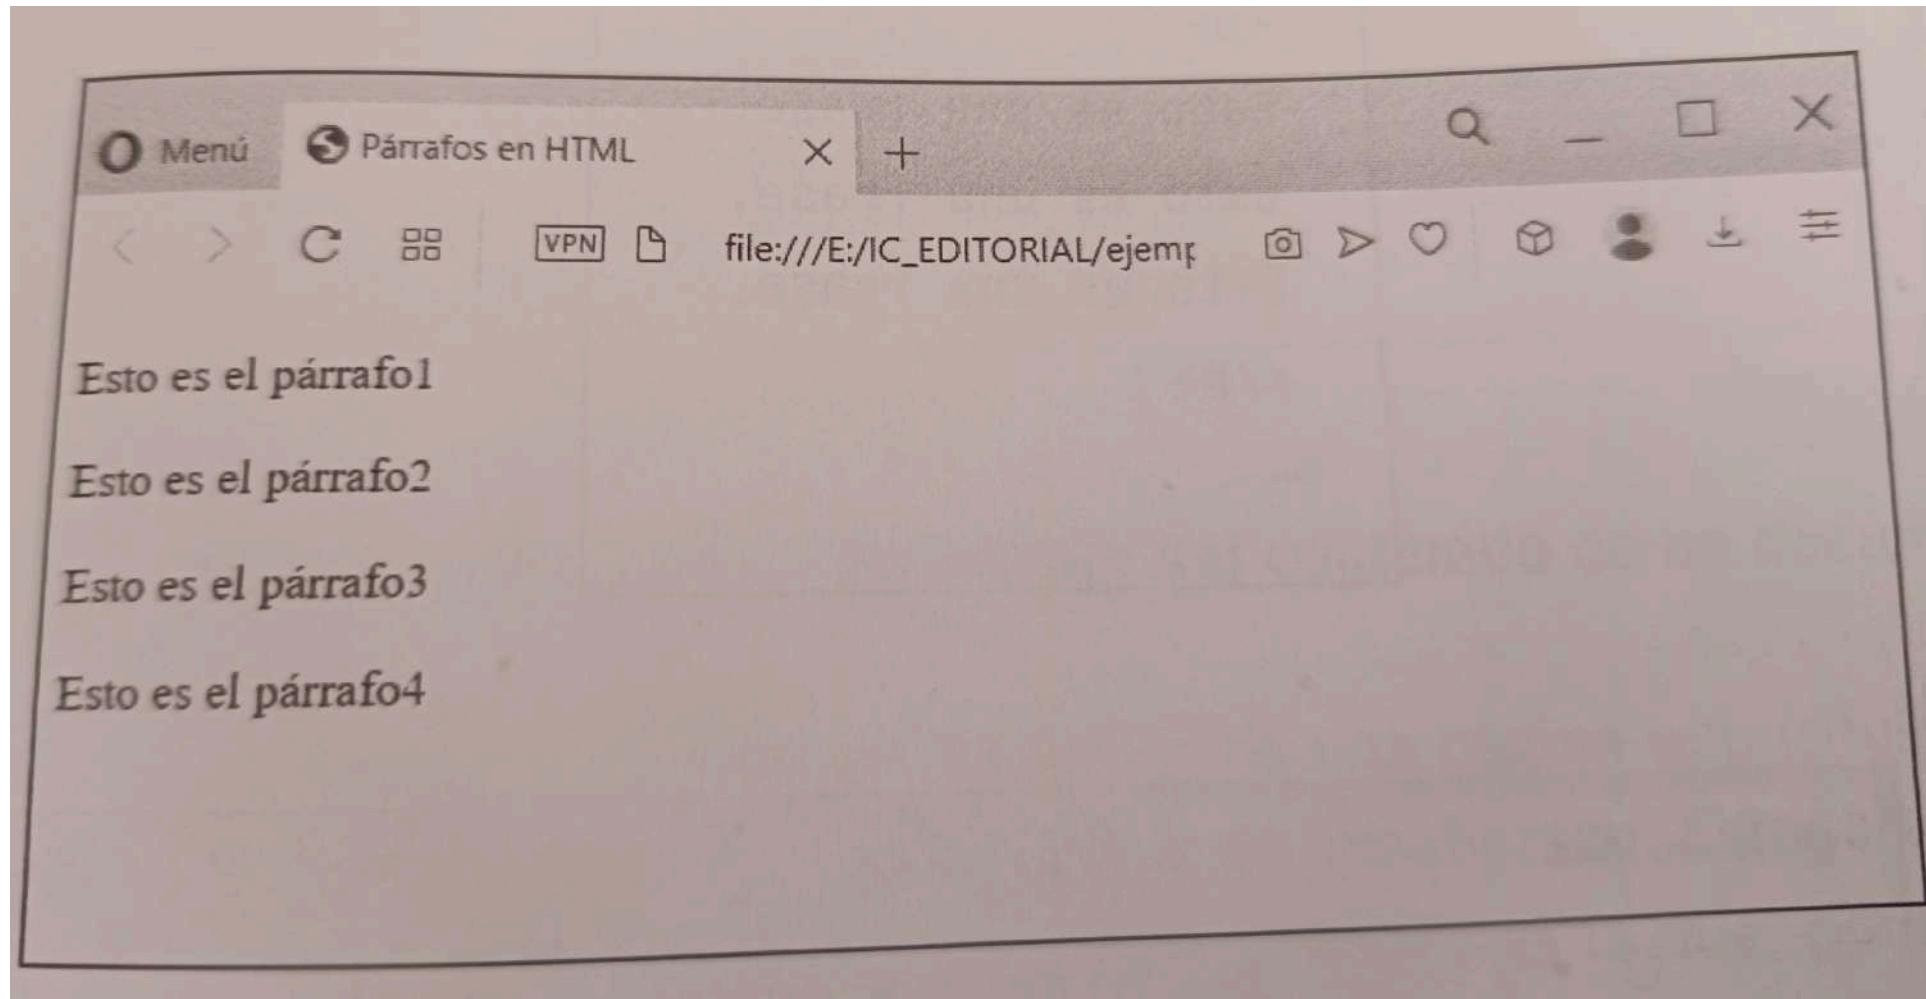 Menú Párrafos en HTML
VPN file:///E:/IC_EDITORIAL/ejemp
Esto es el párrafo1
Esto es el párrafo2
Esto es el párrafo3
Esto es el párrafo4